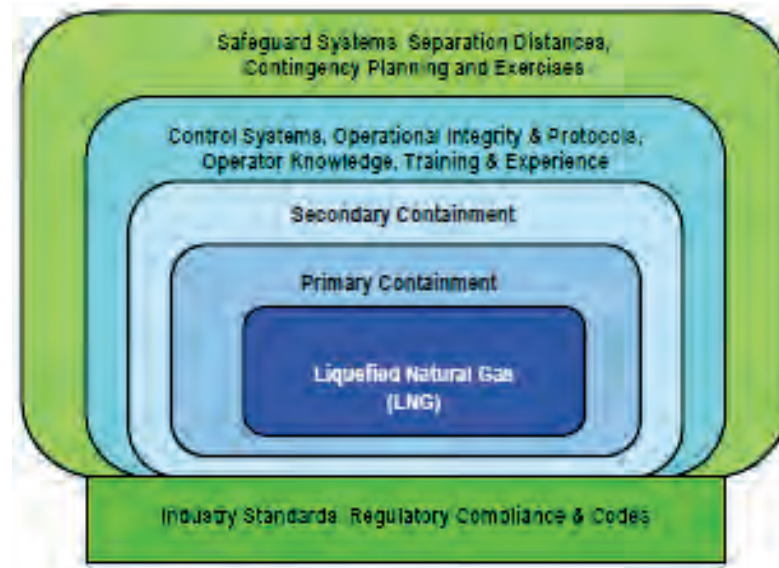 Safeguard Systems, Separation Distances,
Contingency Planning and Exercises
Control Systems, Operational Integrity & Protocols,
Operator Knowledge, Training & Experience
Secondary Containment
Primary Containment
Liquefied Natural Gas
(LNG)
Industry Standards, Regulatory Compliance & Codes